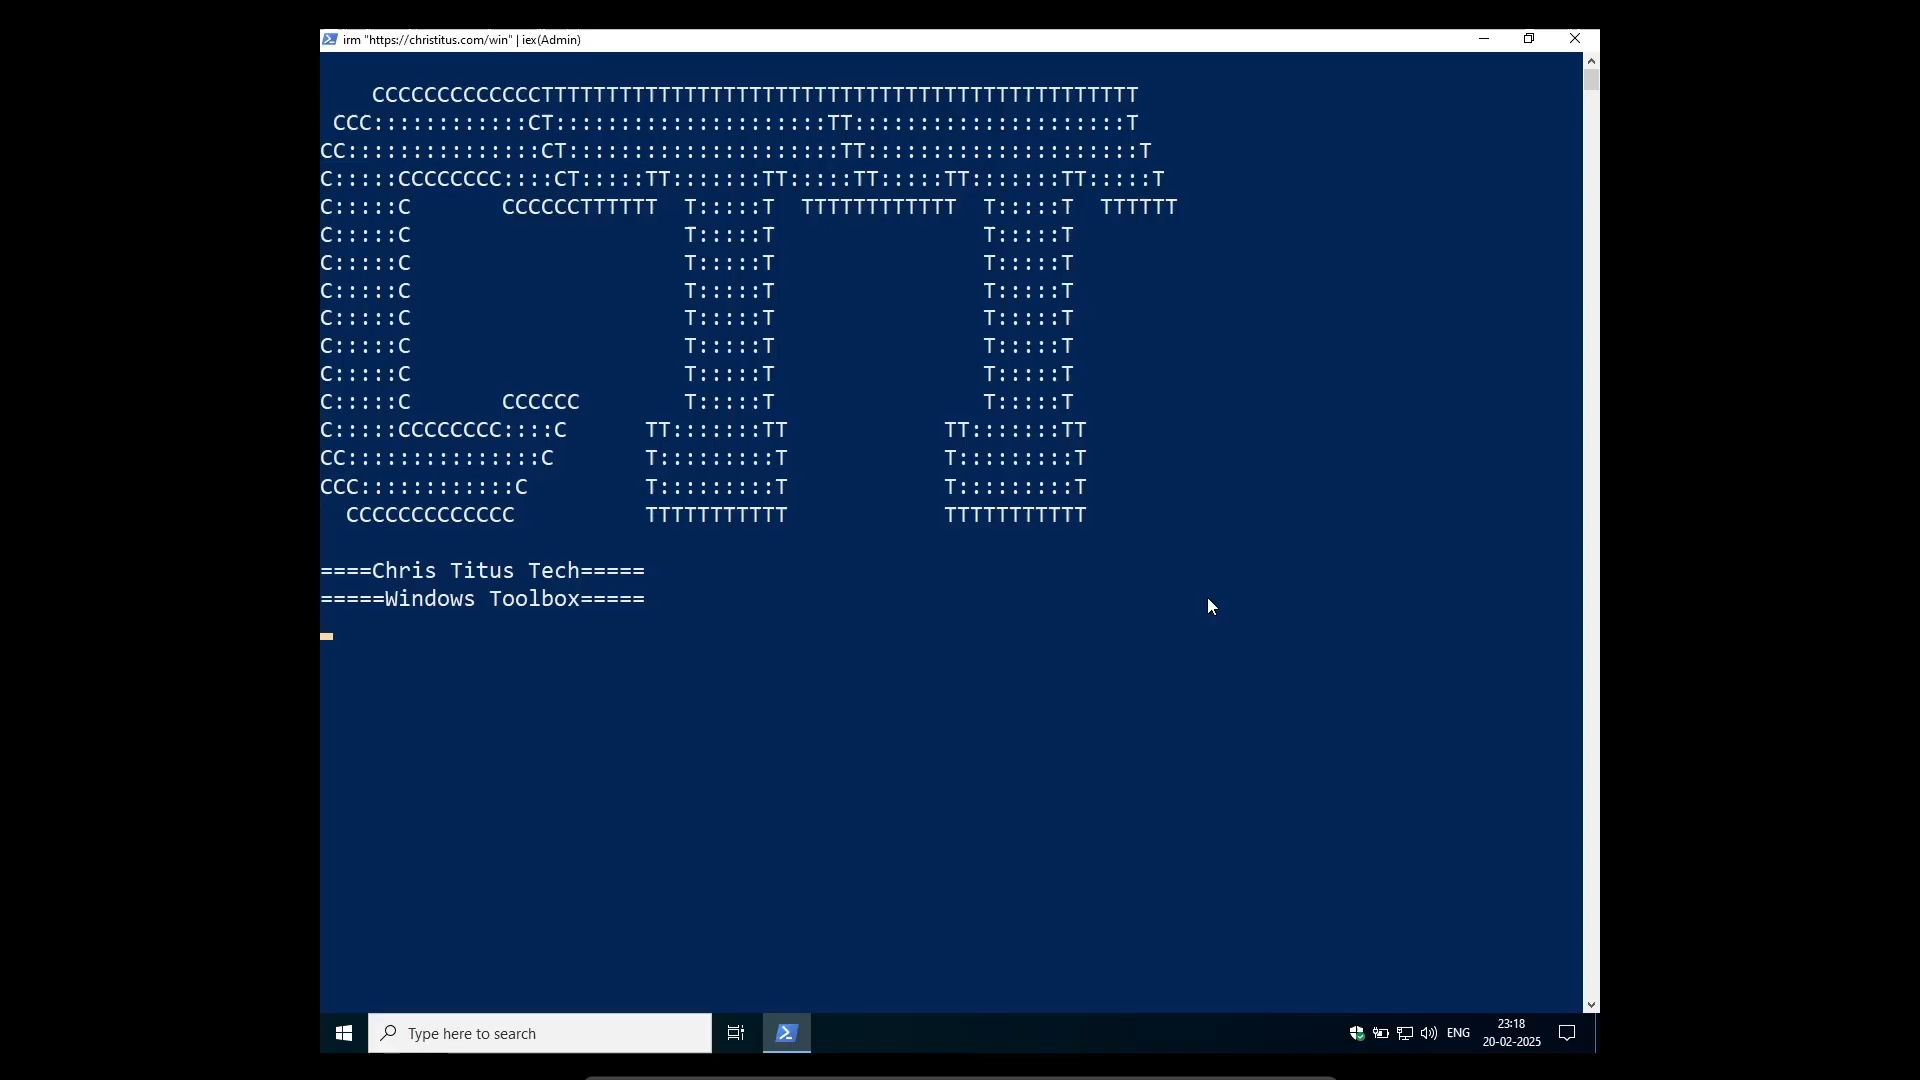 irm "https://christitus.com/win" | iex(Admin)
    CCCCCCCCCCCCCTTTTTTTTTTTTTTTTTTTTTTTTTTTTTTTTTTTTTTTTTTTTTT
 CCC::::::::::::CT:::::::::::::::::::::TT:::::::::::::::::::::T
CC:::::::::::::::CT:::::::::::::::::::::TT:::::::::::::::::::::T
C:::::CCCCCCCC::::CT:::::TT:::::::TT:::::TT:::::TT:::::::TT:::::T
C:::::C       CCCCCCTTTTTT  T:::::T  TTTTTTTTTTTT  T:::::T  TTTTTT
C:::::C                     T:::::T                T:::::T
C:::::C                     T:::::T                T:::::T
C:::::C                     T:::::T                T:::::T
C:::::C                     T:::::T                T:::::T
C:::::C                     T:::::T                T:::::T
C:::::C                     T:::::T                T:::::T
C:::::C       CCCCCC        T:::::T                T:::::T
C:::::CCCCCCCC::::C      TT:::::::TT            TT:::::::TT
CC:::::::::::::::C       T:::::::::T            T:::::::::T
CCC::::::::::::C         T:::::::::T            T:::::::::T
  CCCCCCCCCCCCC          TTTTTTTTTTT            TTTTTTTTTTT
====Chris Titus Tech=====
=====Windows Toolbox=====
Type here to search
ENG
23:18
20-02-2025